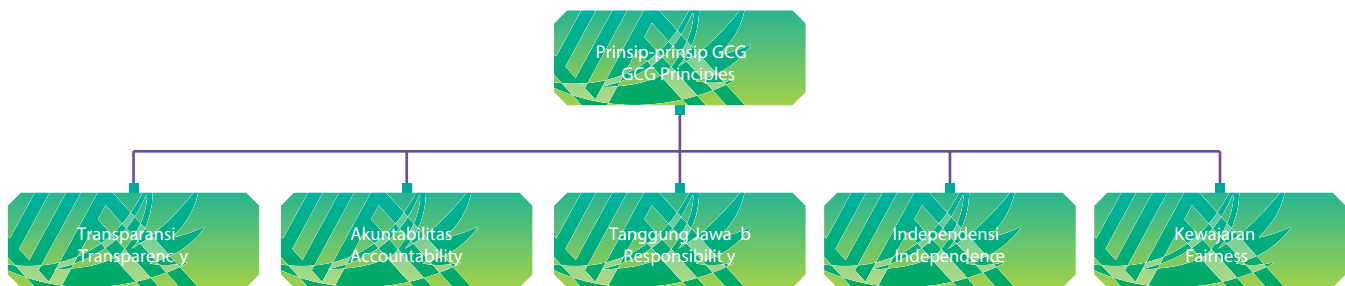 Prinsip-prinsip GCG
GCG Principles
Transparansi
Transparenc y
Akuntabilitas
Accountability
Tanggung Jawa b
Responsibilit y
Independensi
Independence
Kewajaran
Fairness